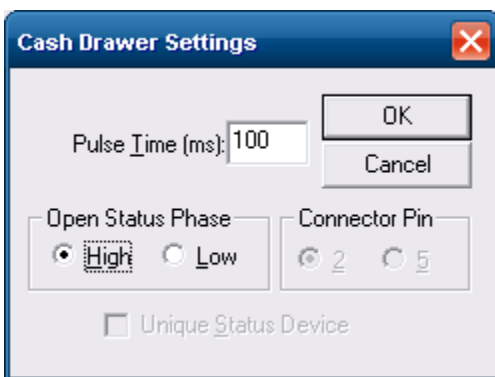 Cash Drawer Settings
Pulse Time (ms): 100
OK
Cancel
Open Status Phase
High Low
Connector Pin
2 5
Unique Status Device